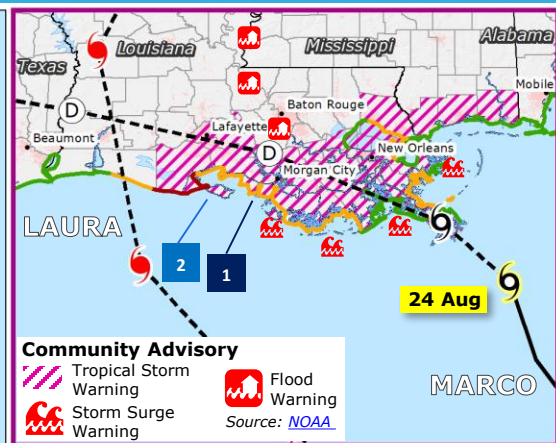 Louisiana
Mississippi
Alabama
Texas
Mobile
D
Baton Rouge
Beaumont
Lafayette
D
New Orleans
Morgan City
LAURA
2
1
24 Aug
MARCO
Community Advisory
Tropical Storm
Warning
Storm Surge
Warning
Flood
Warning
Source: NOAA